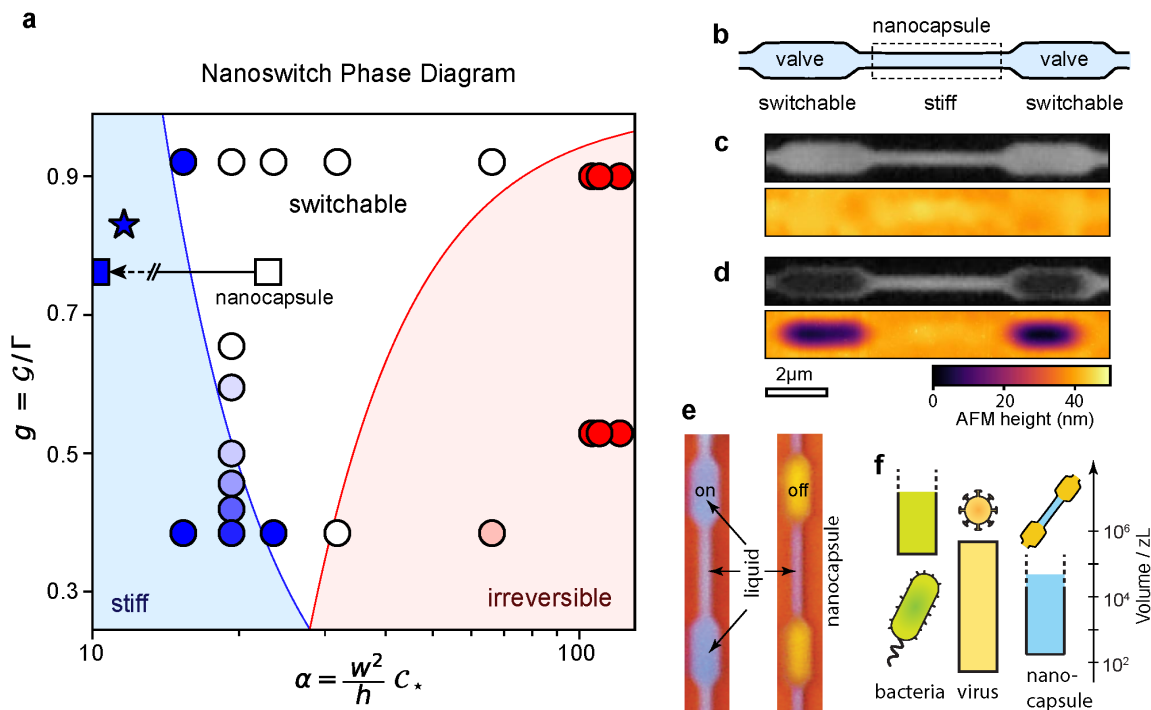 a
Nanoswitch Phase Diagram
0.9
0.7
0.5
0.3
g = 𝒢/Γ
switchable
nanocapsule
stiff
irreversible
10
100
α = w²/h 𝒞⋆
b
nanocapsule
valve
valve
switchable
stiff
switchable
c
d
2μm
0
20
40
AFM height (nm)
e
on
off
liquid
nanocapsule
f
10⁶
10⁴
10²
Volume / zL
bacteria
virus
nano-
capsule